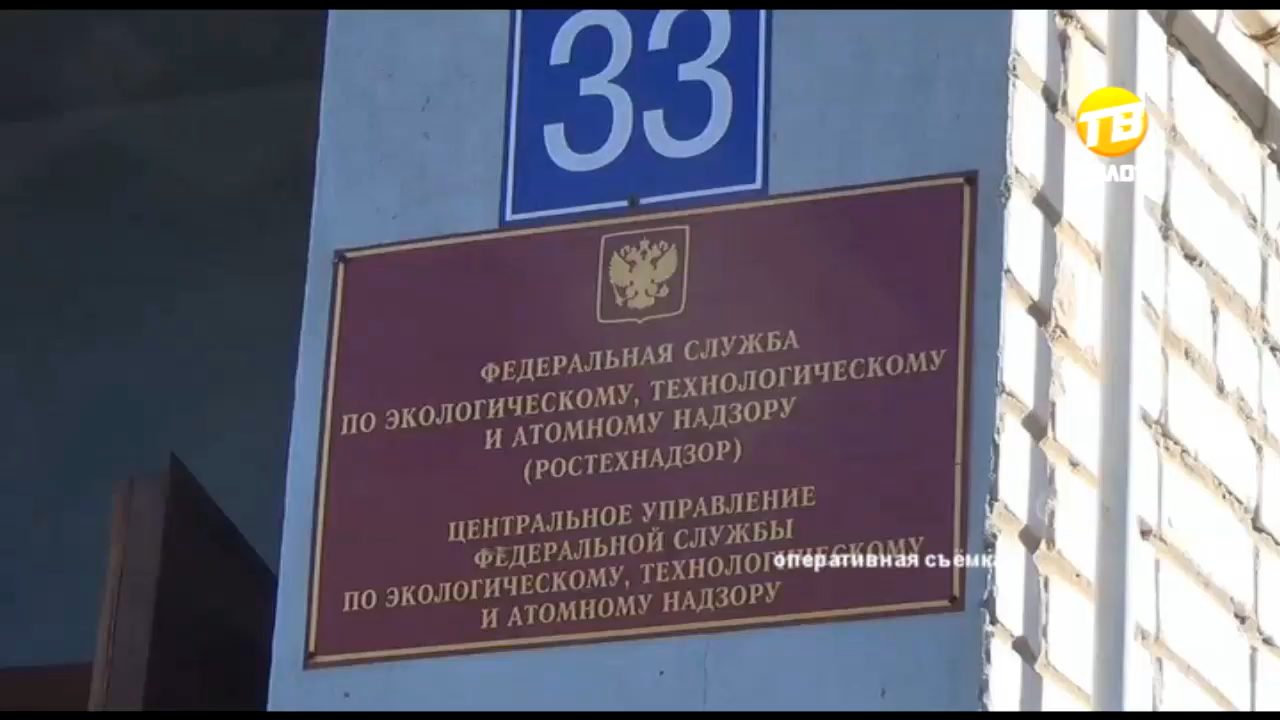 33
ТВ
ФЕДЕРАЛЬНАЯ СЛУЖБА
ПО ЭКОЛОГИЧЕСКОМУ, ТЕХНОЛОГИЧЕСКОМУ
И АТОМНОМУ НАДЗОРУ
(РОСТЕХНАДЗОР)
ЦЕНТРАЛЬНОЕ УПРАВЛЕНИЕ
ФЕДЕРАЛЬНОЙ СЛУЖБЫ
ПО ЭКОЛОГИЧЕСКОМУ, ТЕХНОЛОГИЧЕСКОМУ
И АТОМНОМУ НАДЗОРУ
оперативная съёмка